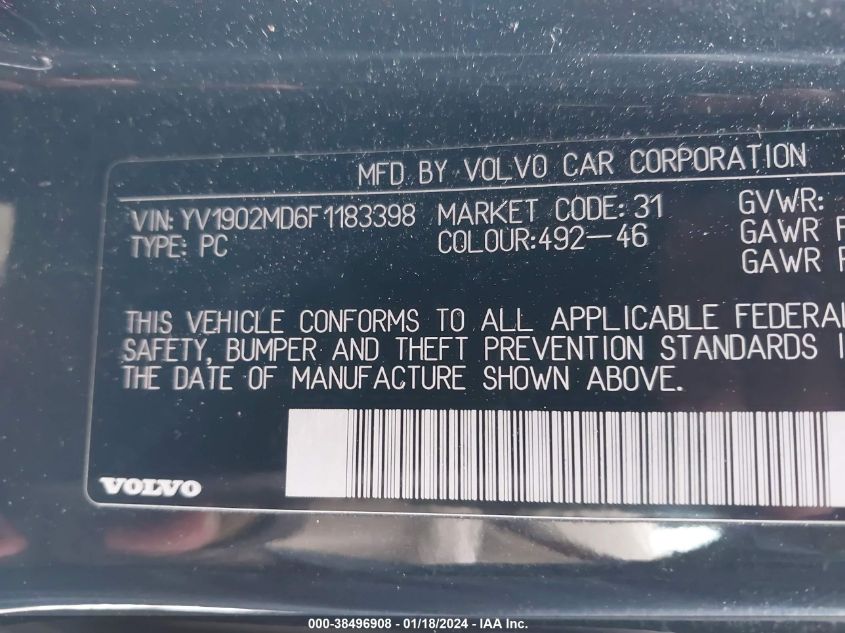 MFD BY VOLVO CAR CORPORATION
VIN: YV1902MD6F1183398 MARKET CODE: 31 GVWR:
TYPE: PC COLOUR:492-46 GAWR
GAWR
THIS VEHICLE CONFORMS TO ALL APPLICABLE FEDERAL
SAFETY, BUMPER AND THEFT PREVENTION STANDARDS
THE DATE OF MANUFACTURE SHOWN ABOVE.
VOLVO
000-38496908 - 01/18/2024 - © IAA Inc.